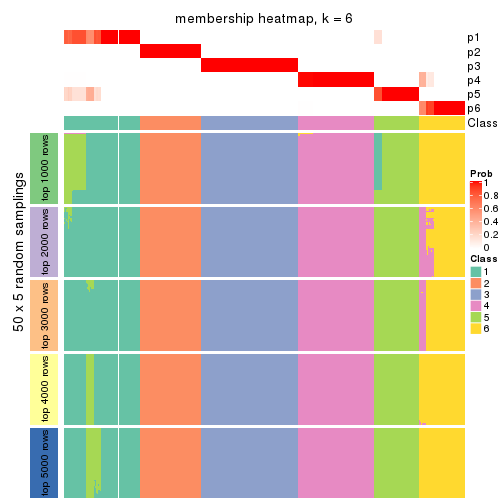 membership heatmap, k = 6
p1
p2
p3
p4
p5
p6
Class
50 x 5 random samplings
top 1000 rows
top 2000 rows
top 3000 rows
top 4000 rows
top 5000 rows
Prob
1
0.8
0.6
0.4
0.2
0
Class
1
2
3
4
5
6